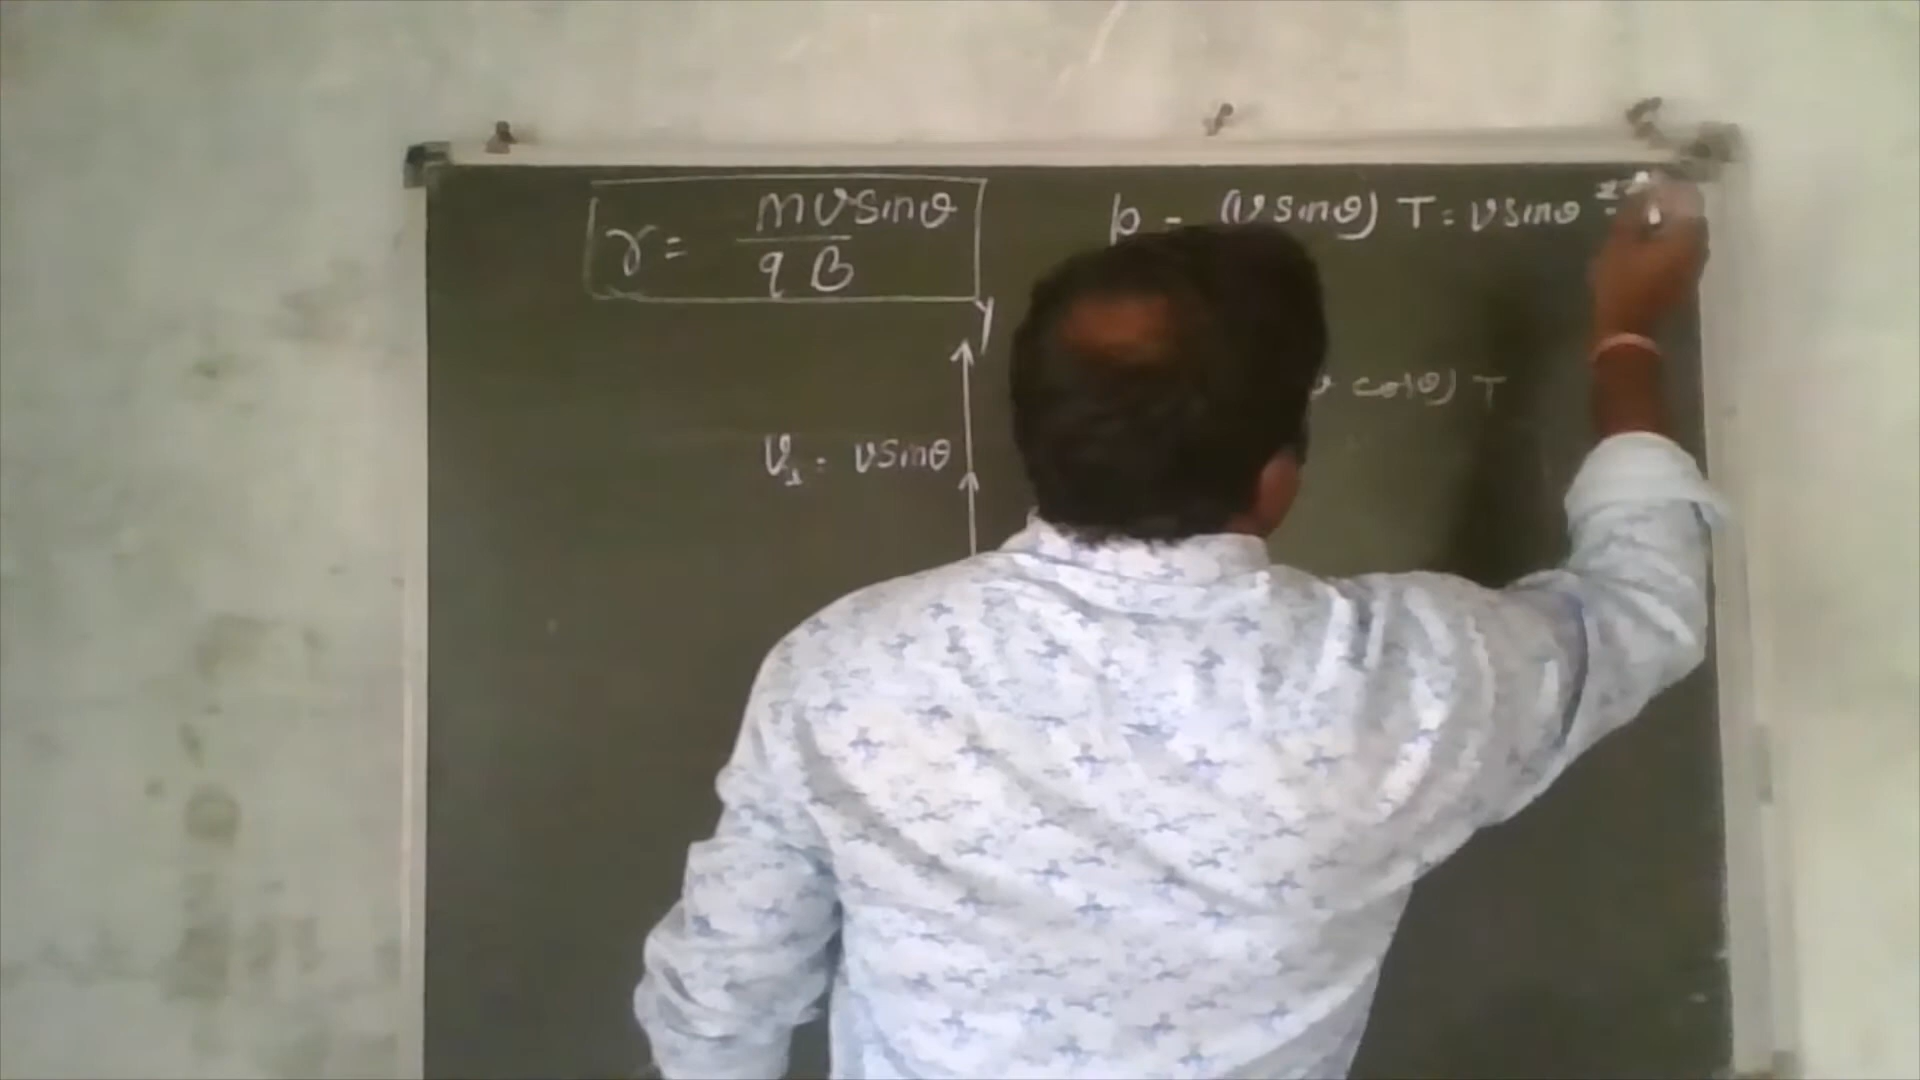 r = mvsinθ / qB
p = (vsinθ) T = vsinθ
Y
v cosθ) T
V⊥ = vsinθ